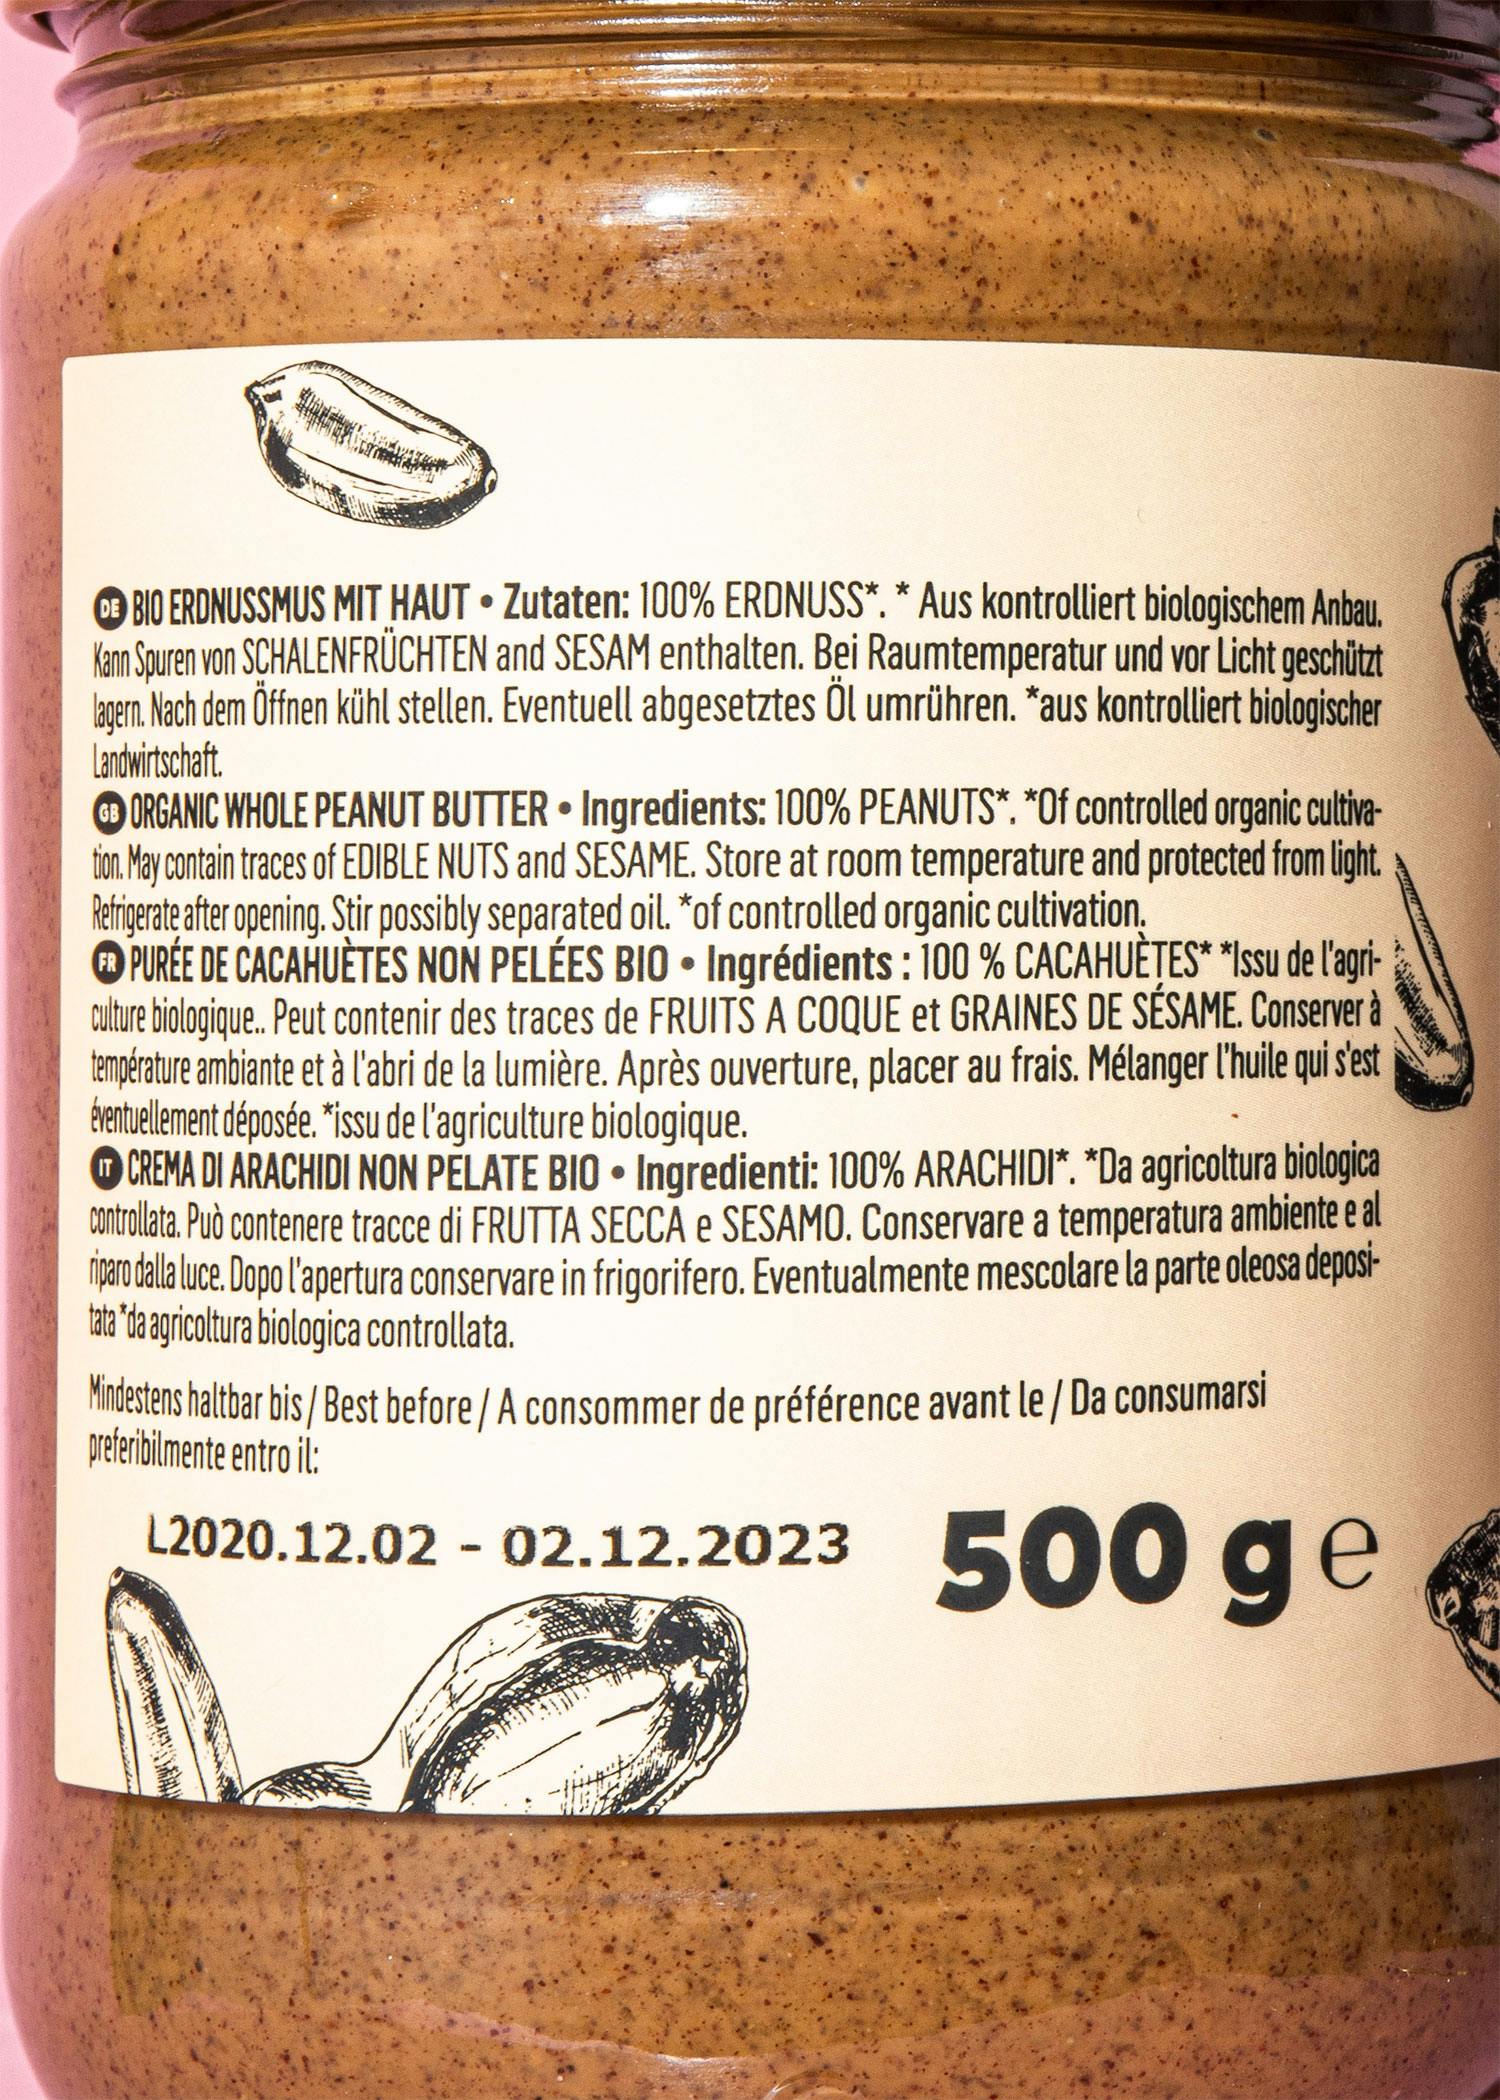 DE BIO ERDNUSSMUS MIT HAUT • Zutaten: 100% ERDNUSS*. * Aus kontrolliert biologischem Anbau.
Kann Spuren von SCHALENFRÜCHTEN and SESAM enthalten. Bei Raumtemperatur und vor Licht geschützt
lagern. Nach dem Öffnen kühl stellen. Eventuell abgesetztes Öl umrühren. *aus kontrolliert biologischer
Landwirtschaft.
GB ORGANIC WHOLE PEANUT BUTTER • Ingredients: 100% PEANUTS*. *Of controlled organic cultiva-
tion. May contain traces of EDIBLE NUTS and SESAME. Store at room temperature and protected from light.
Refrigerate after opening. Stir possibly separated oil. *of controlled organic cultivation.
FR PURÉE DE CACAHUÈTES NON PELÉES BIO • Ingrédients : 100 % CACAHUÈTES* *Issu de l'agri-
culture biologique.. Peut contenir des traces de FRUITS A COQUE et GRAINES DE SÉSAME. Conserver à
température ambiante et à l'abri de la lumière. Après ouverture, placer au frais. Mélanger l'huile qui s'est
éventuellement déposée. *issu de l'agriculture biologique.
IT CREMA DI ARACHIDI NON PELATE BIO • Ingredienti: 100% ARACHIDI*. *Da agricoltura biologica
controllata. Può contenere tracce di FRUTTA SECCA e SESAMO. Conservare a temperatura ambiente e al
riparo dalla luce. Dopo l'apertura conservare in frigorifero. Eventualmente mescolare la parte oleosa deposi-
tata *da agricoltura biologica controllata.
Mindestens haltbar bis / Best before / A consommer de préférence avant le / Da consumarsi
preferibilmente entro il:
L2020.12.02 - 02.12.2023
500 g e